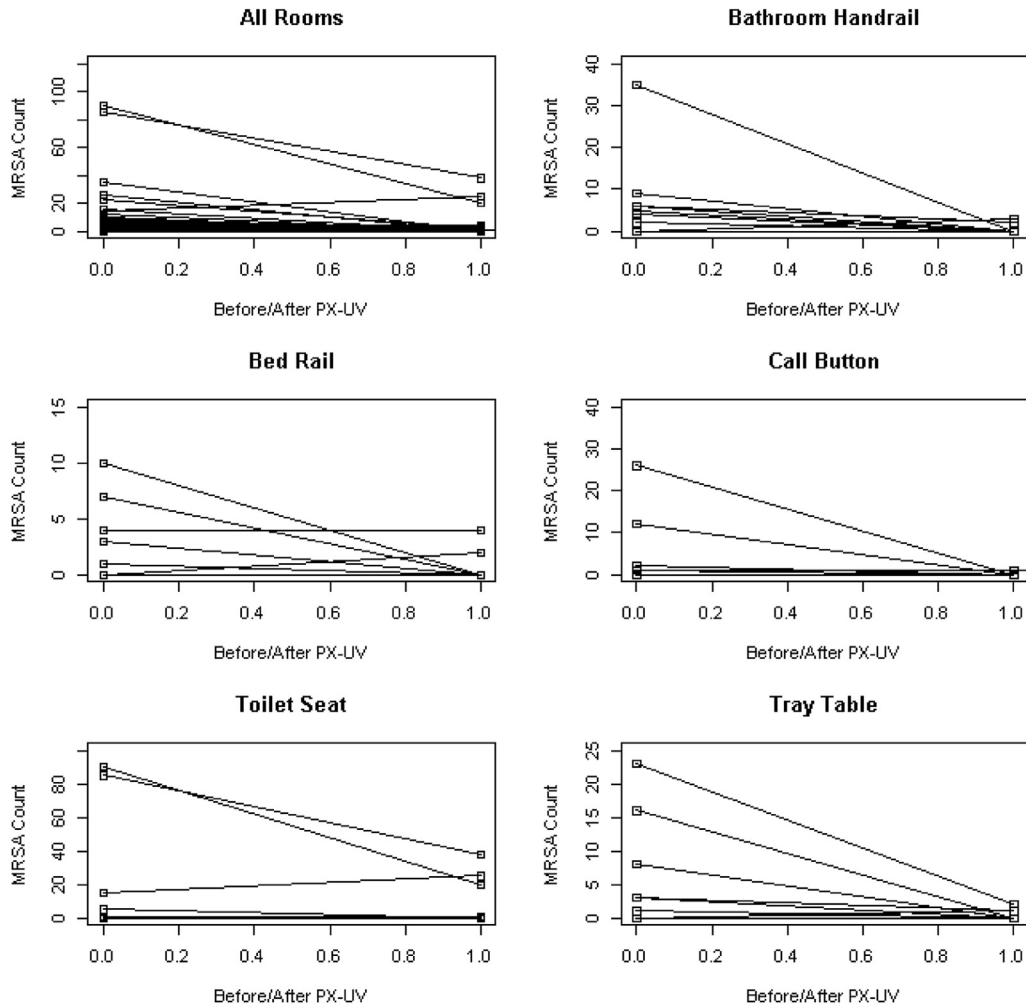 All Rooms
MRSA Count
100
60
20
0
0.0 0.2 0.4 0.6 0.8 1.0
Before/After PX-UV
Bathroom Handrail
MRSA Count
40
30
20
10
0
0.0 0.2 0.4 0.6 0.8 1.0
Before/After PX-UV
Bed Rail
MRSA Count
15
10
5
0
0.0 0.2 0.4 0.6 0.8 1.0
Before/After PX-UV
Call Button
MRSA Count
40
30
20
10
0
0.0 0.2 0.4 0.6 0.8 1.0
Before/After PX-UV
Toilet Seat
MRSA Count
80
60
40
20
0
0.0 0.2 0.4 0.6 0.8 1.0
Before/After PX-UV
Tray Table
MRSA Count
25
20
15
10
5
0
0.0 0.2 0.4 0.6 0.8 1.0
Before/After PX-UV